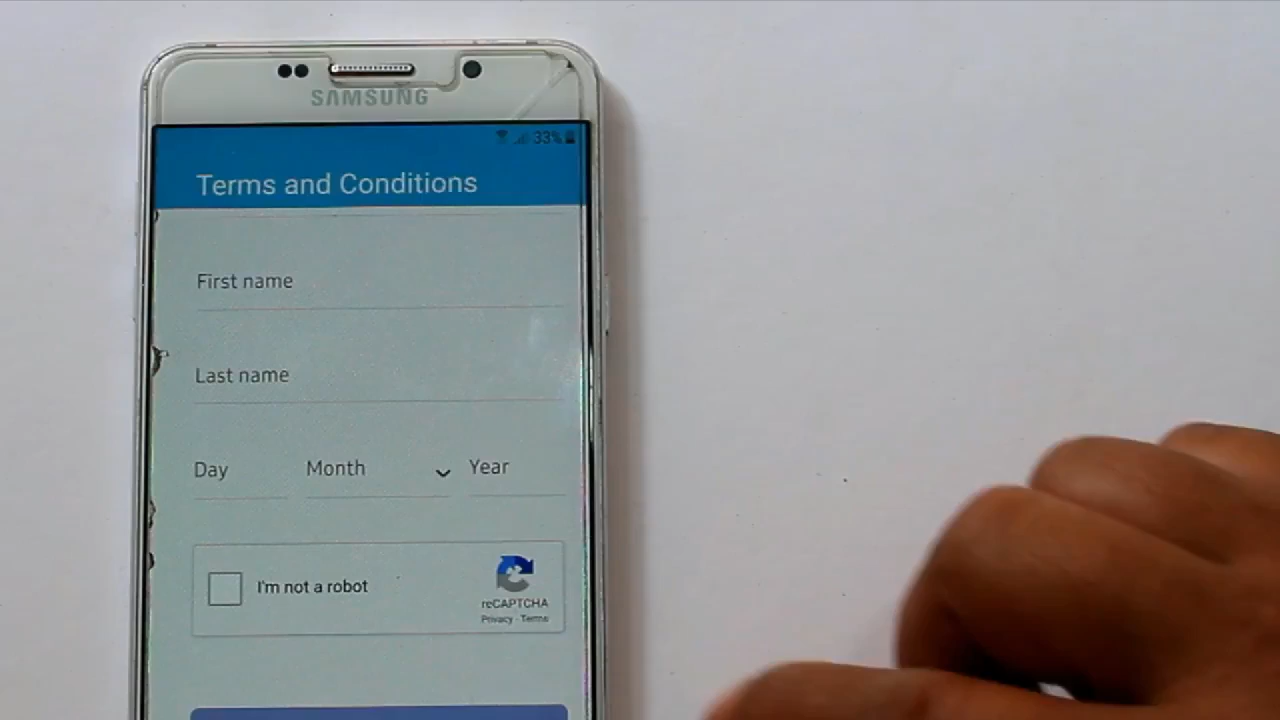 SAMSUNG
33%
Terms and Conditions
First name
Last name
Day Month Year
I'm not a robot
reCAPTCHA
Privacy - Terms